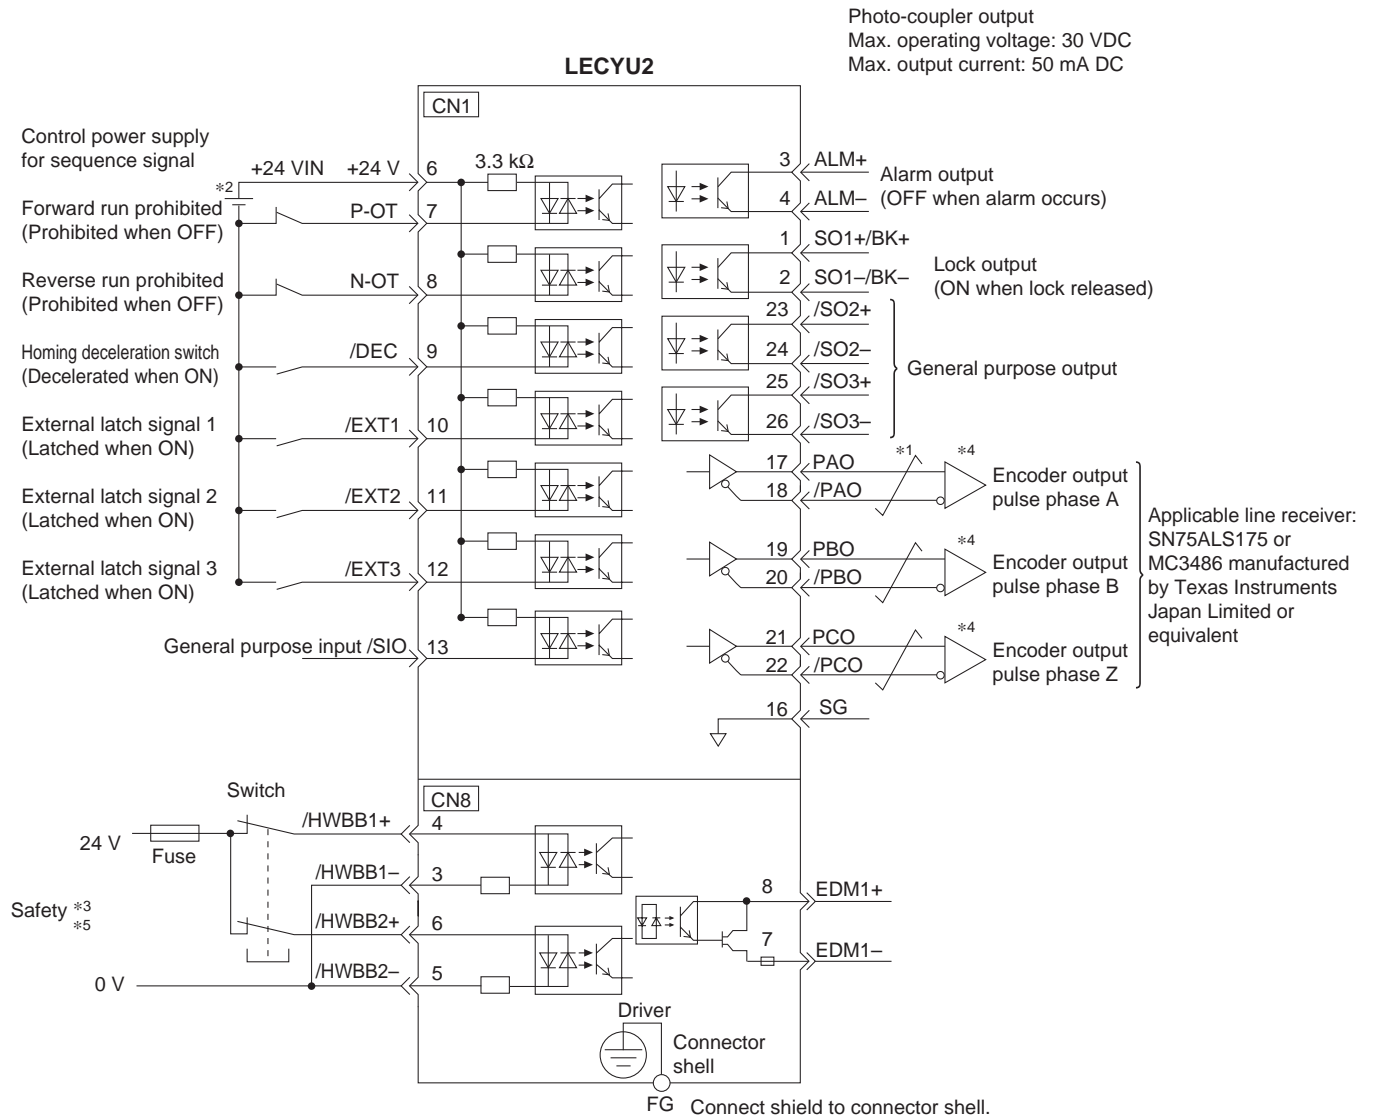 Photo-coupler output
Max. operating voltage: 30 VDC
Max. output current: 50 mA DC
LECYU2
CN1
Control power supply
for sequence signal
+24 VIN +24 V 6 3.3 kΩ
*2
Forward run prohibited
(Prohibited when OFF)
P-OT 7
Reverse run prohibited
(Prohibited when OFF)
N-OT 8
Homing deceleration switch
(Decelerated when ON)
/DEC 9
External latch signal 1
(Latched when ON)
/EXT1 10
External latch signal 2
(Latched when ON)
/EXT2 11
External latch signal 3
(Latched when ON)
/EXT3 12
General purpose input /SIO 13
3 ALM+
4 ALM–
Alarm output
(OFF when alarm occurs)
1 SO1+/BK+
2 SO1–/BK–
Lock output
(ON when lock released)
23 /SO2+
24 /SO2–
25 /SO3+
26 /SO3–
General purpose output
17 PAO
18 /PAO
*1 *4
Encoder output
pulse phase A
19 PBO
20 /PBO
*4
Encoder output
pulse phase B
21 PCO
22 /PCO
*4
Encoder output
pulse phase Z
Applicable line receiver:
SN75ALS175 or
MC3486 manufactured
by Texas Instruments
Japan Limited or
equivalent
16 SG
CN8
Switch
24 V
Fuse
/HWBB1+ 4
/HWBB1– 3
Safety *3
*5
/HWBB2+ 6
/HWBB2– 5
0 V
8 EDM1+
7 EDM1–
Driver
Connector
shell
FG Connect shield to connector shell.